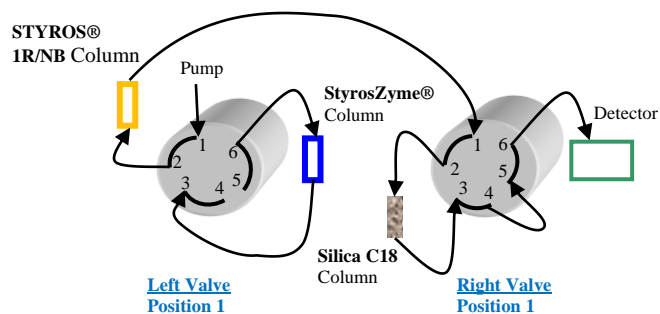 STYROS®
1R/NB Column
Pump
StyrosZyme®
Column
Detector
1
2
3
4
5
6
1
2
3
4
5
6
Silica C18
Column
Left Valve
Position 1
Right Valve
Position 1